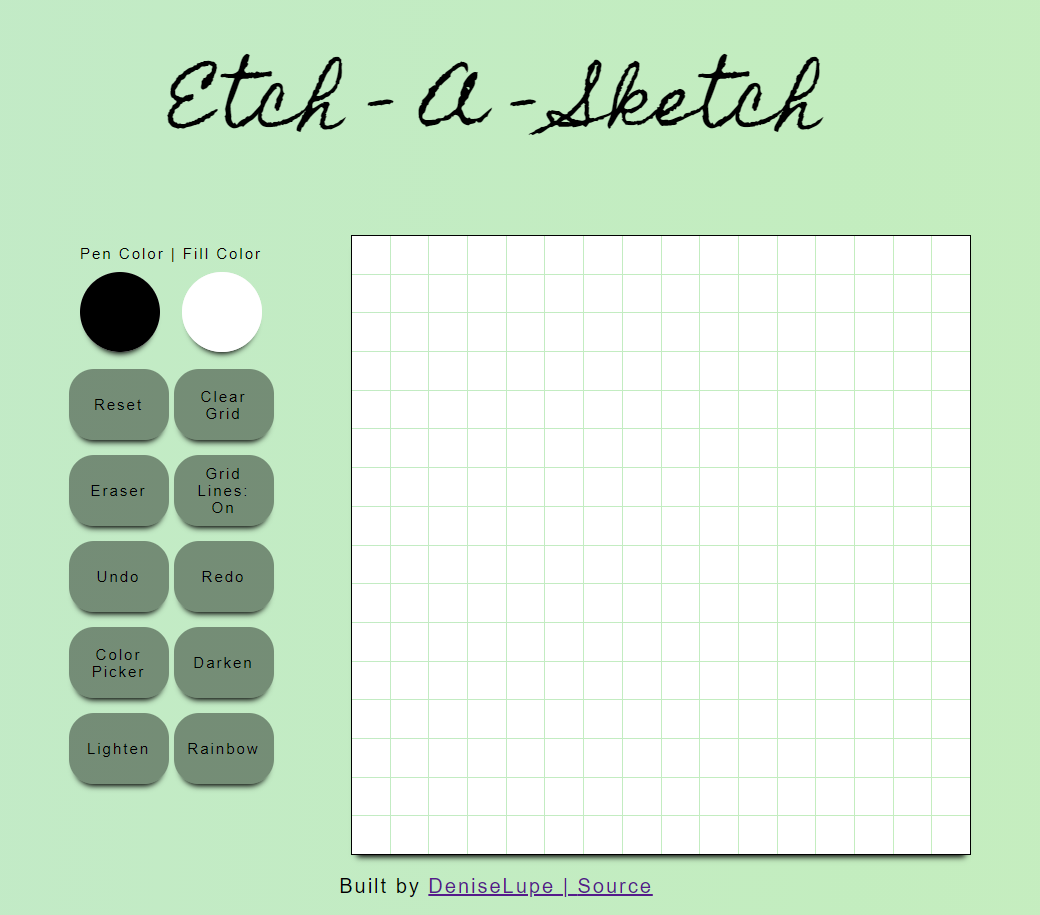 Etch - A - Sketch
Pen Color | Fill Color
Reset
Clear
Grid
Eraser
Grid
Lines:
On
Undo
Redo
Color
Picker
Darken
Lighten
Rainbow
Built by DeniseLupe | Source